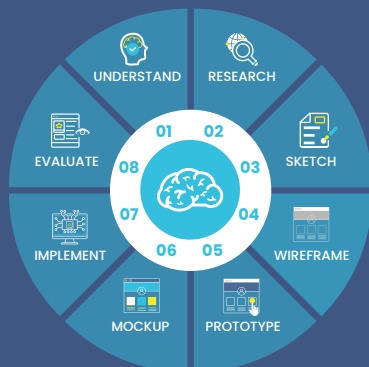 UNDERSTAND
RESEARCH
01
02
EVALUATE
08
03
SKETCH
07
04
IMPLEMENT
WIREFRAME
06
05
MOCKUP
PROTOTYPE